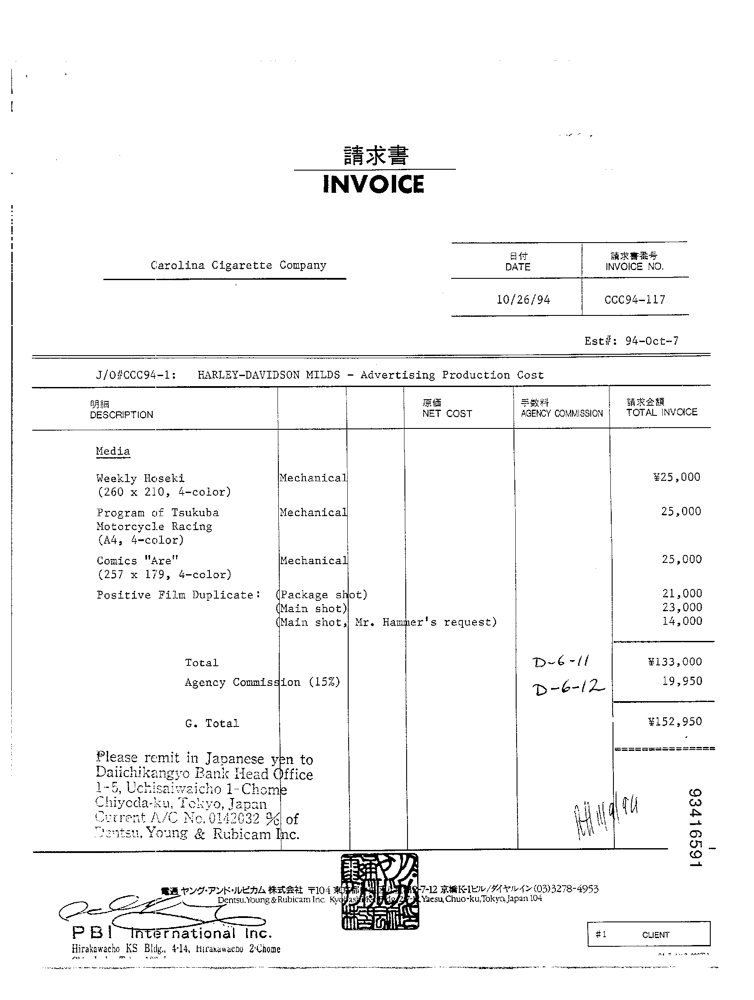 請求書
INVOICE
Carolina Cigarette Company
日付 請求書番号
DATE INVOICE NO.
10/26/94 CCC94-117
Est#: 94-Oct-7
J/O#CCC94-1: HARLEY-DAVIDSON MILDS - Advertising Production Cost
明細 原価 手数料 請求金額
DESCRIPTION NET COST AGENCY COMMISSION TOTAL INVOICE
Media
Weekly Hoseki Mechanical ¥25,000
(260 x 210, 4-color)
Program of Tsukuba Mechanical 25,000
Motorcycle Racing
(A4, 4-color)
Comics "Are" Mechanical 25,000
(257 x 179, 4-color)
Positive Film Duplicate: (Package shot) 21,000
(Main shot) 23,000
(Main shot, Mr. Hammer's request) 14,000
Total D-6-11 ¥133,000
Agency Commission (15%) D-6-12 19,950
G. Total ¥152,950
Please remit in Japanese yen to
Daiichikangyo Bank Head Office
1-5, Uchisaiwaicho 1-Chome
Chiyoda-ku, Tokyo, Japan
Current A/C No. 0142032 % of
Dentsu, Young & Rubicam Inc.
11/9/94
93416591
電通 ヤング・アンド・ルビカム 株式会社 〒104 東京都 7-12 京橋K-1ビル/ダイヤルイン (03)3278-4953
Dentsu, Young & Rubicam Inc. Yaesu, Chuo-ku, Tokyo, Japan 104
PBI International Inc.
Hirakawacho KS Bldg., 4-14, Hirakawacho 2-Chome
#1 CLIENT